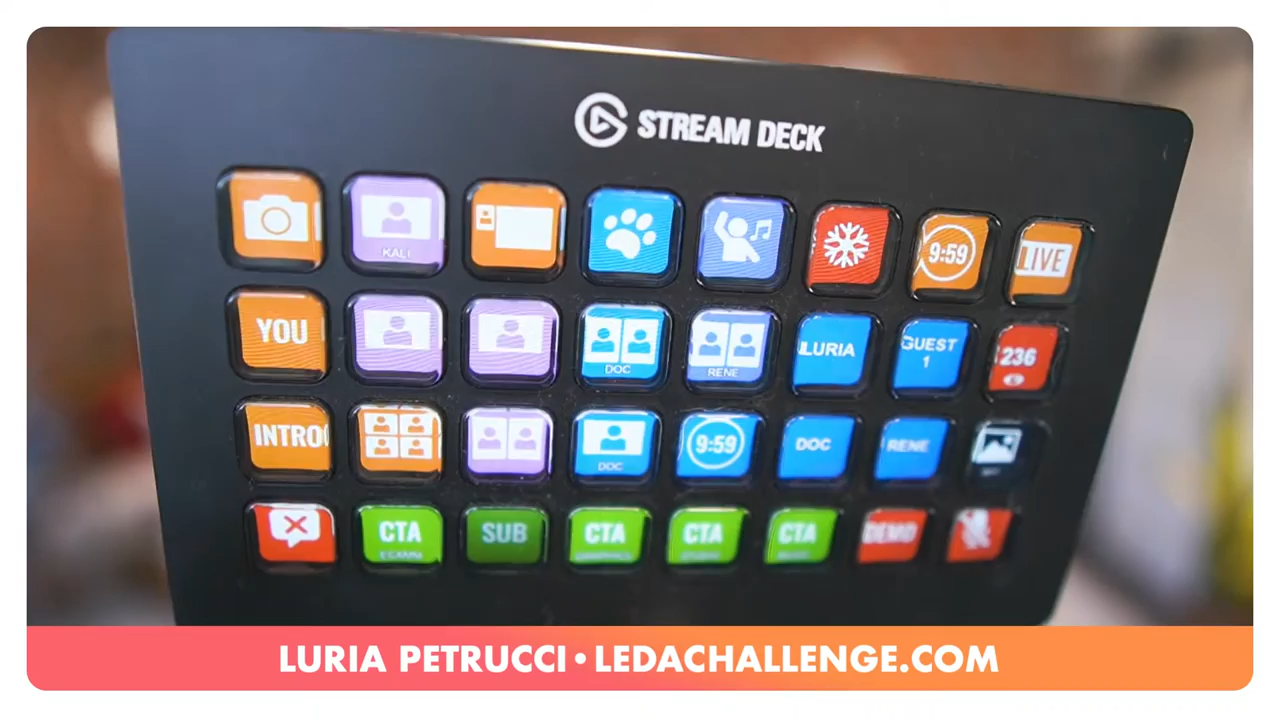 STREAM DECK
KALI
9:59
LIVE
YOU
DOC
RENE
LURIA
GUEST
1
236
INTRO
DOC
9:59
DOC
RENE
CTA
ECAMM
SUB
CTA
CTA
CTA
DEMO
LURIA PETRUCCI•LEDACHALLENGE.COM